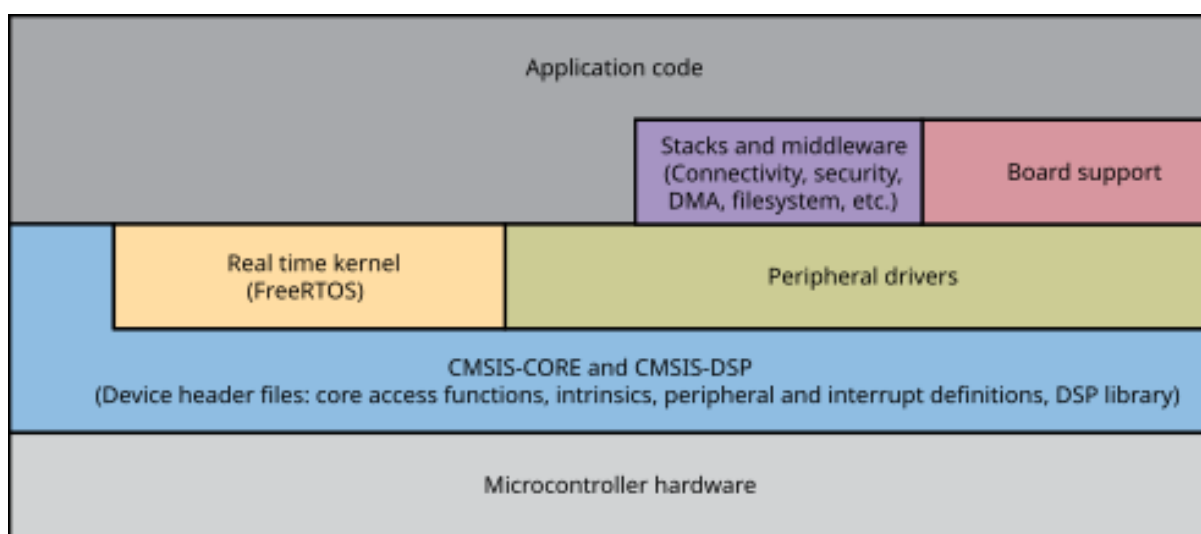 Application code
Stacks and middleware
(Connectivity, security,
DMA, filesystem, etc.)
Board support
Real time kernel
(FreeRTOS)
Peripheral drivers
CMSIS-CORE and CMSIS-DSP
(Device header files: core access functions, intrinsics, peripheral and interrupt definitions, DSP library)
Microcontroller hardware